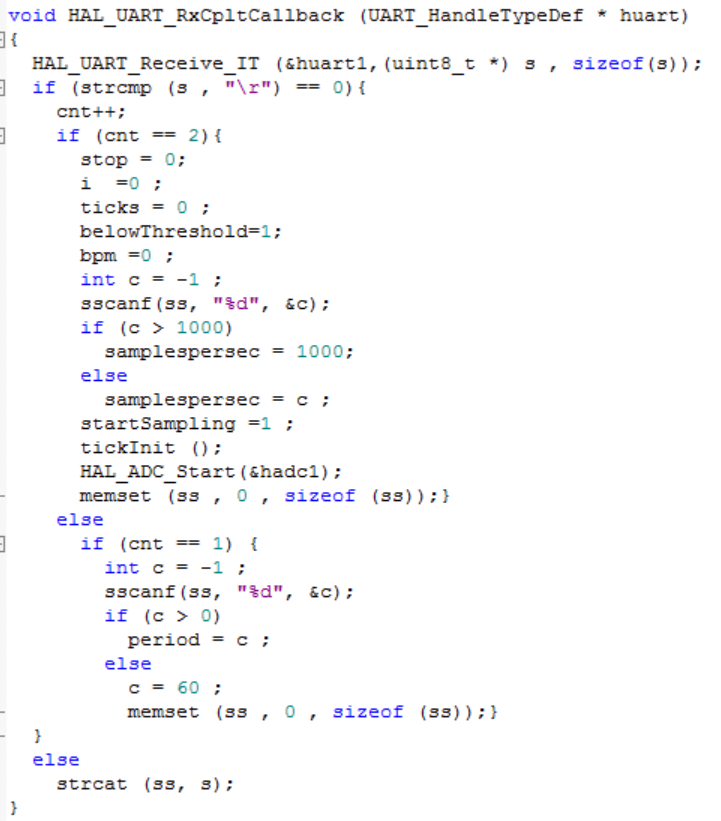 void HAL_UART_RxCpltCallback (UART_HandleTypeDef * huart)
{
  HAL_UART_Receive_IT (&huart1,(uint8_t *) s , sizeof(s));
  if (strcmp (s , "\r") == 0){
    cnt++;
    if (cnt == 2){
      stop = 0;
      i  =0 ;
      ticks = 0 ;
      belowThreshold=1;
      bpm =0 ;
      int c = -1 ;
      sscanf(ss, "%d", &c);
      if (c > 1000)
        samplespersec = 1000;
      else
        samplespersec = c ;
      startSampling =1 ;
      tickInit ();
      HAL_ADC_Start(&hadc1);
      memset (ss , 0 , sizeof (ss));}
    else
      if (cnt == 1) {
        int c = -1 ;
        sscanf(ss, "%d", &c);
        if (c > 0)
          period = c ;
        else
          c = 60 ;
          memset (ss , 0 , sizeof (ss));}
  }
  else
    strcat (ss, s);
}